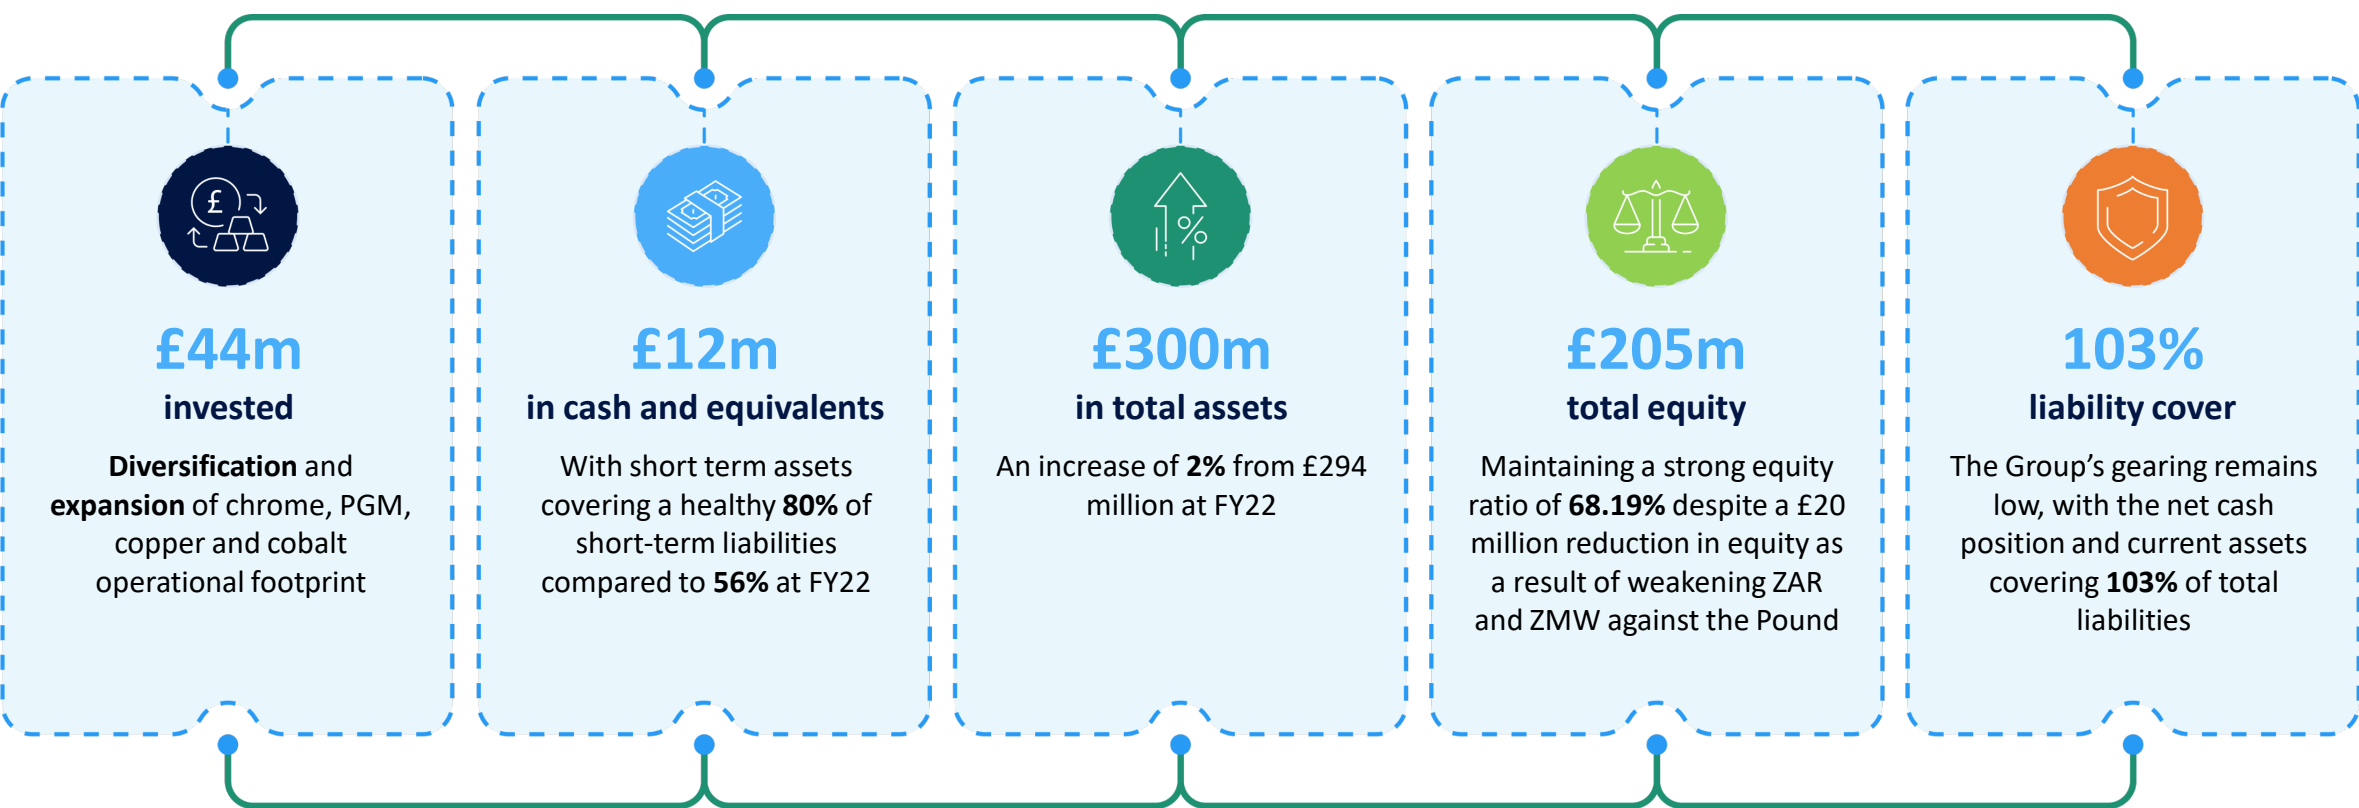 £44m
invested
Diversification and
expansion of chrome, PGM,
copper and cobalt
operational footprint
£12m
in cash and equivalents
With short term assets
covering a healthy 80% of
short-term liabilities
compared to 56% at FY22
£300m
in total assets
An increase of 2% from £294
million at FY22
£205m
total equity
Maintaining a strong equity
ratio of 68.19% despite a £20
million reduction in equity as
a result of weakening ZAR
and ZMW against the Pound
103%
liability cover
The Group’s gearing remains
low, with the net cash
position and current assets
covering 103% of total
liabilities